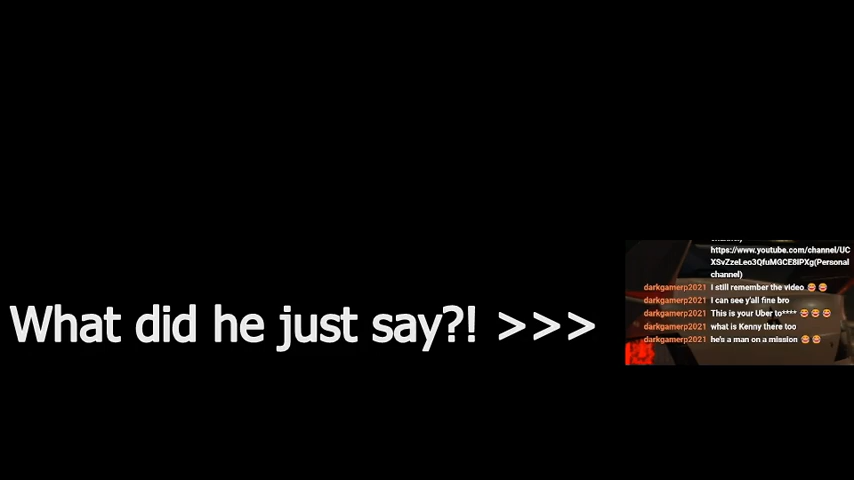 What did he just say?! >>>
https://www.youtube.com/channel/UC
XSvZzeLeo3QfuMGCE8IPXg(Personal
channel)
darkgamerp2021 I still remember the video
darkgamerp2021 I can see y'all fine bro
darkgamerp2021 This is your Uber to****
darkgamerp2021 what is Kenny there too
darkgamerp2021 he's a man on a mission